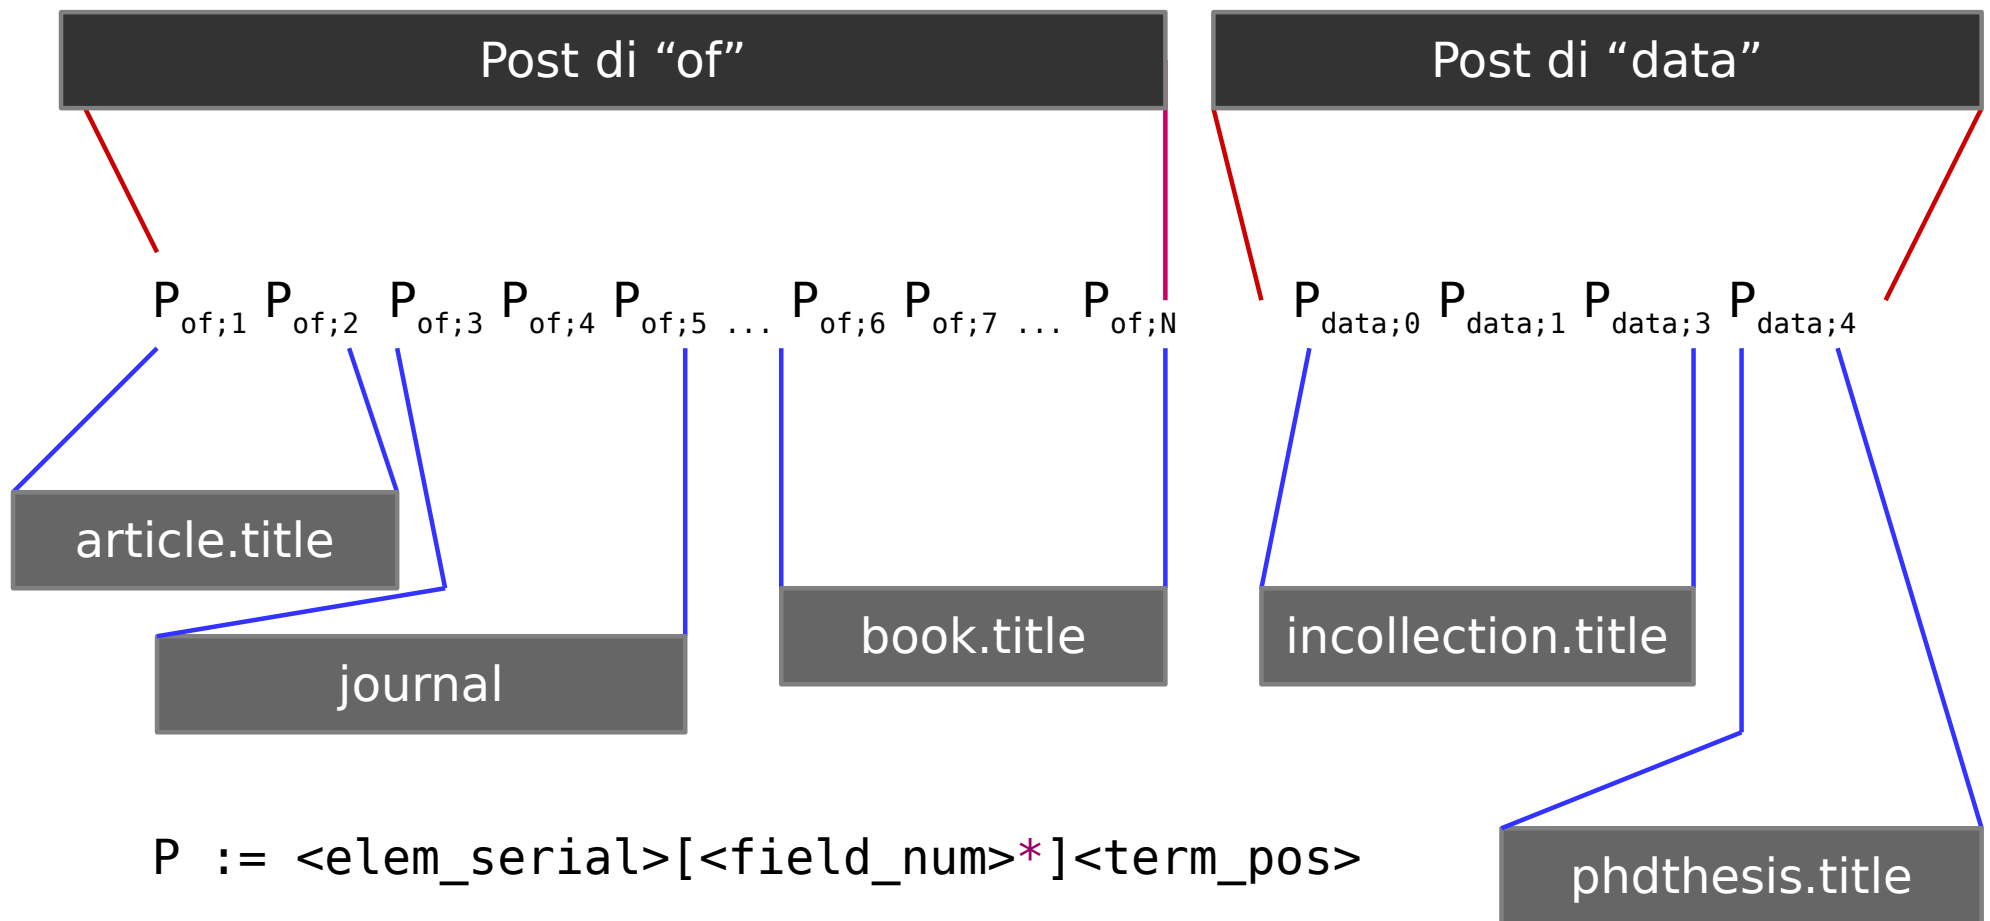 Post di “of” Post di “data”
P of;1 P of;2 P of;3 P of;4 P of;5 ... P of;6 P of;7 ... P of;N P data;0 P data;1 P data;3 P data;4
article.title
book.title incollection.title
journal
P := <elem_serial>[<field_num>*]<term_pos>
phdthesis.title